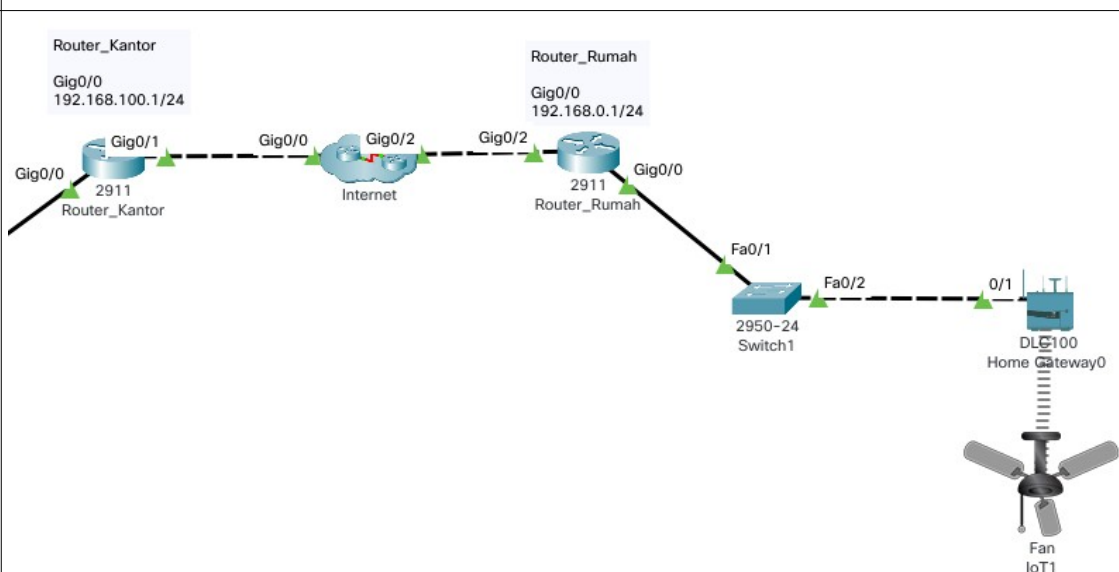 Router_Kantor
Gig0/0
192.168.100.1/24
Router_Rumah
Gig0/0
192.168.0.1/24
Gig0/1
Gig0/0
Gig0/2
Gig0/2
Gig0/0
2911
Router_Kantor
Internet
2911
Router_Rumah
Gig0/0
Fa0/1
Fa0/2
0/1
2950-24
Switch1
DLC100
Home Gateway0
Fan
IoT1